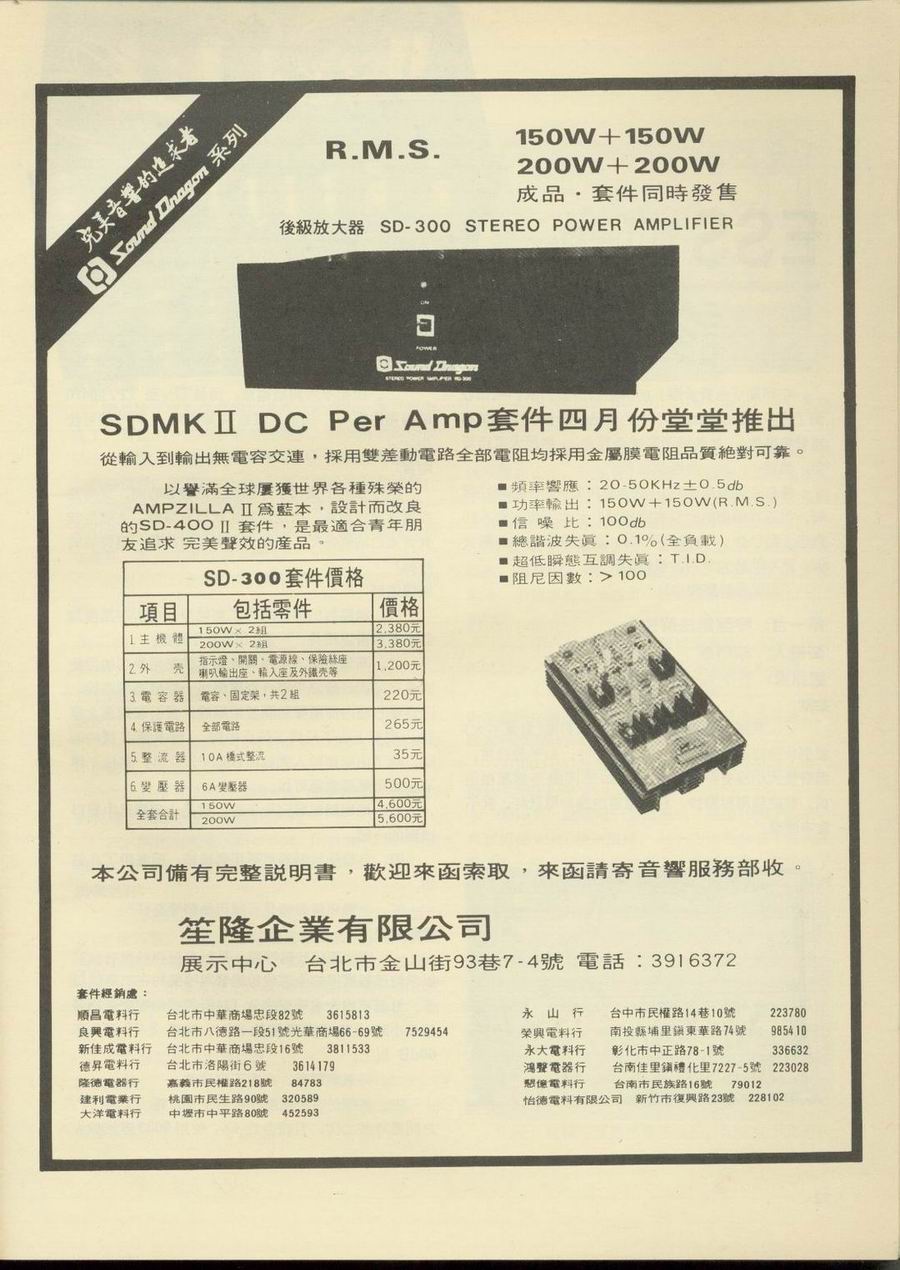 完美音響的追求者
Sound Dragon 系列
R.M.S.
150W+150W
200W+200W
成品·套件同時發售
後級放大器 SD-300 STEREO POWER AMPLIFIER
ON
POWER
Sound Dragon
STEREO POWER AMPLIFIER
SDMKⅡ DC Per Amp套件四月份堂堂推出
從輸入到輸出無電容交連,採用雙差動電路全部電阻均採用金屬膜電阻品質絶對可靠。
以譽滿全球屢獲世界各種殊榮的
AMPZILLAⅡ爲藍本,設計而改良
的SD-400Ⅱ套件,是最適合青年朋
友追求 完美聲效的産品。
■頻率響應:20-50KHz±0.5db
■功率輸出:150W+150W(R.M.S.)
■信噪比:100db
■總諧波失眞:0.1%(全負載)
■超低瞬態互調失眞:T.I.D.
■阻尼因數:>100
SD-300套件價格
項目 包括零件 價格
1.主機體 150W×2組 2,380元
200W×2組 3,380元
2.外壳 指示燈、開關、電源線、保險絲座 1,200元
喇叭輸出座、輸入座及外鐵壳等
3.電容器 電容、固定架,共2組 220元
4.保護電路 全部電路 265元
5.整流器 10A橋式整流 35元
6.變壓器 6A變壓器 500元
全套合計 150W 4,600元
200W 5,600元
本公司備有完整説明書,歡迎來函索取,來函請寄音響服務部收。
笙隆企業有限公司
展示中心 台北市金山街93巷7-4號 電話:3916372
套件經銷處:
順昌電料行 台北市中華商場忠段82號 3615813
良興電料行 台北市八德路一段51號光華商場66-69號 7529454
新佳成電料行 台北市中華商場忠段16號 3811533
德昇電料行 台北市洛陽街6號 3614179
隆德電器行 嘉義市民權路218號 84783
建利電業行 桃園市民生路90號 320589
大洋電料行 中壢市中平路80號 452593
永山行 台中市民權路14巷10號 223780
榮興電料行 南投縣埔里鎭東華路74號 985410
永大電料行 彰化市中正路78-1號 336632
鴻聲電器行 台南佳里鎭禮化里7227-5號 223028
懇億電料行 台南市民族路16號 79012
怡德電料有限公司 新竹市復興路23號 228102